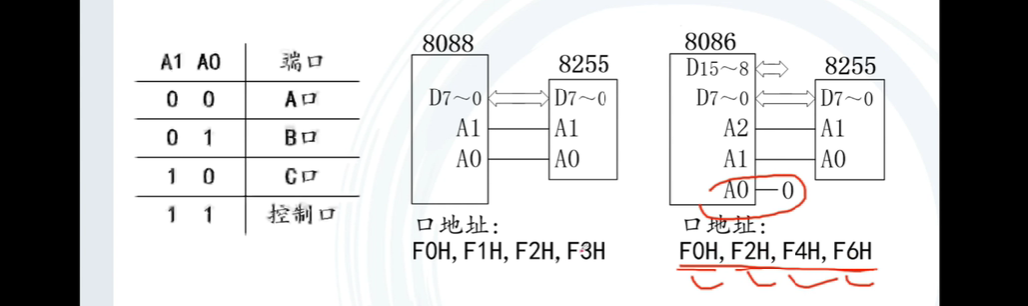 A1 A0 端口
0 0 A口
0 1 B口
1 0 C口
1 1 控制口
8088
8255
D7~0 D7~0
A1 A1
A0 A0
口地址:
F0H, F1H, F2H, F3H
8086
D15~8
8255
D7~0 D7~0
A2 A1
A1 A0
A0 0
口地址:
F0H, F2H, F4H, F6H